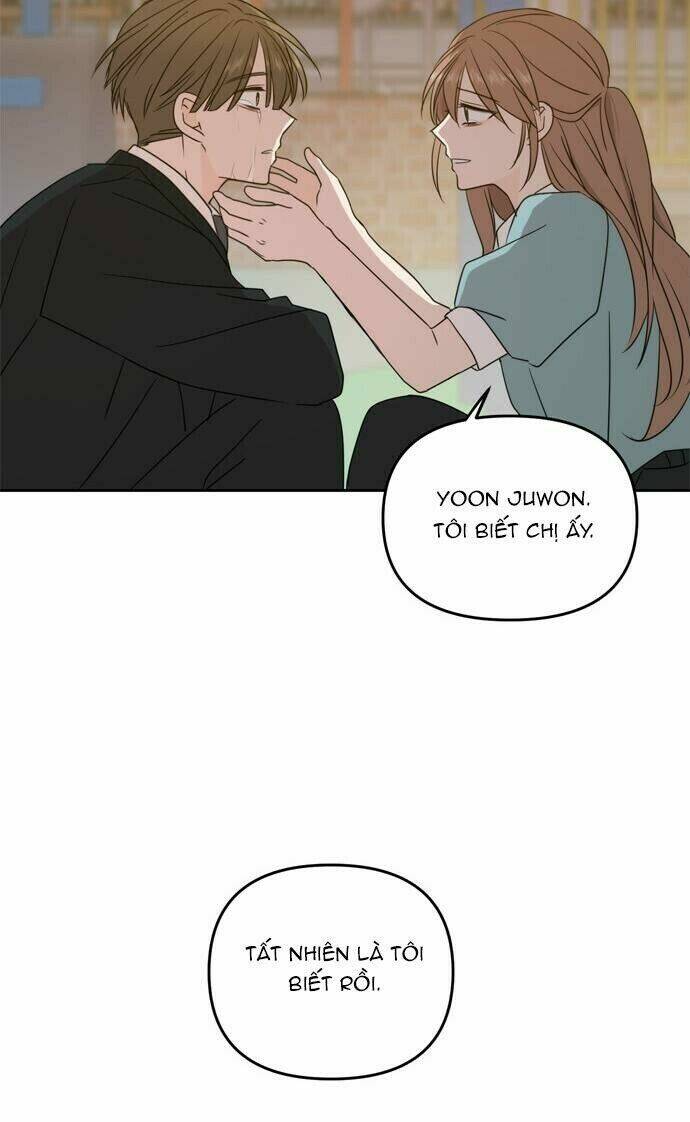 YOON JUWON.
TÔI BIẾT CHỊ ẤY.
TẤT NHIÊN LÀ TÔI
BIẾT RỒI.